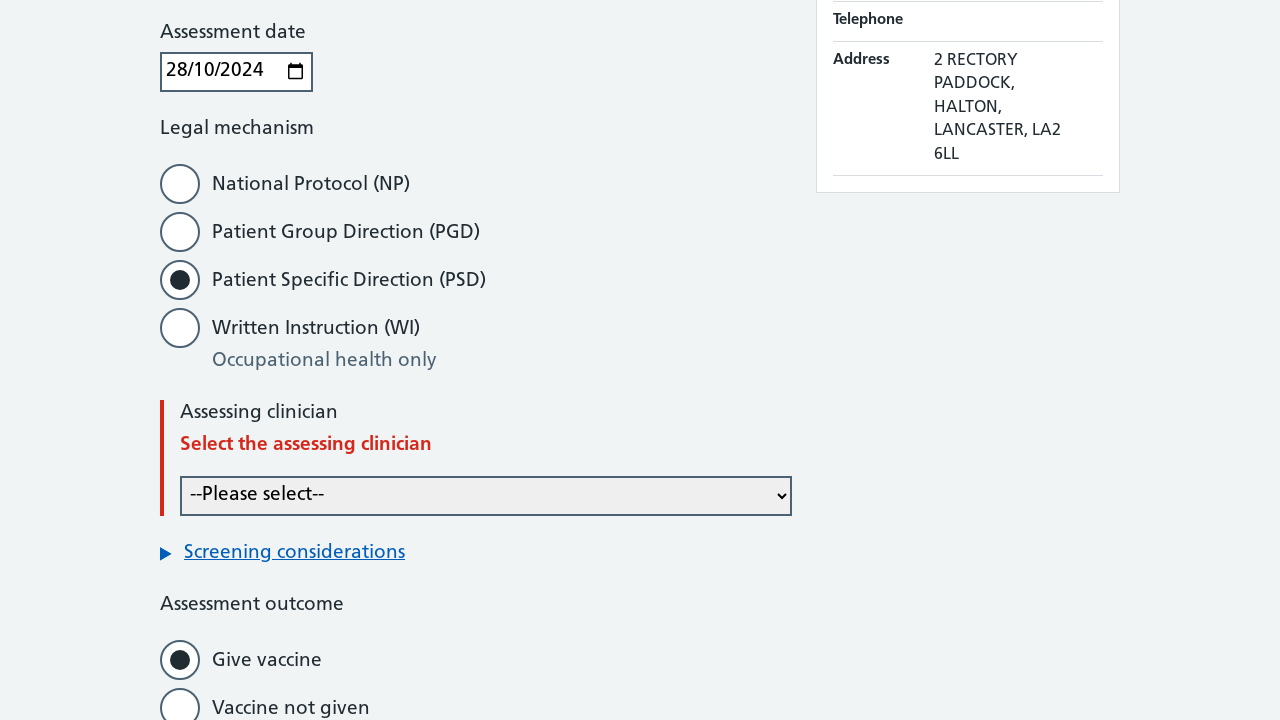 Assessment date
28/10/2024
Legal mechanism
National Protocol (NP)
Patient Group Direction (PGD)
Patient Specific Direction (PSD)
Written Instruction (WI)
Occupational health only
Assessing clinician
Select the assessing clinician
--Please select--
Screening considerations
Assessment outcome
Give vaccine
Vaccine not given
Telephone
Address
2 RECTORY
PADDOCK,
HALTON,
LANCASTER, LA2
6LL